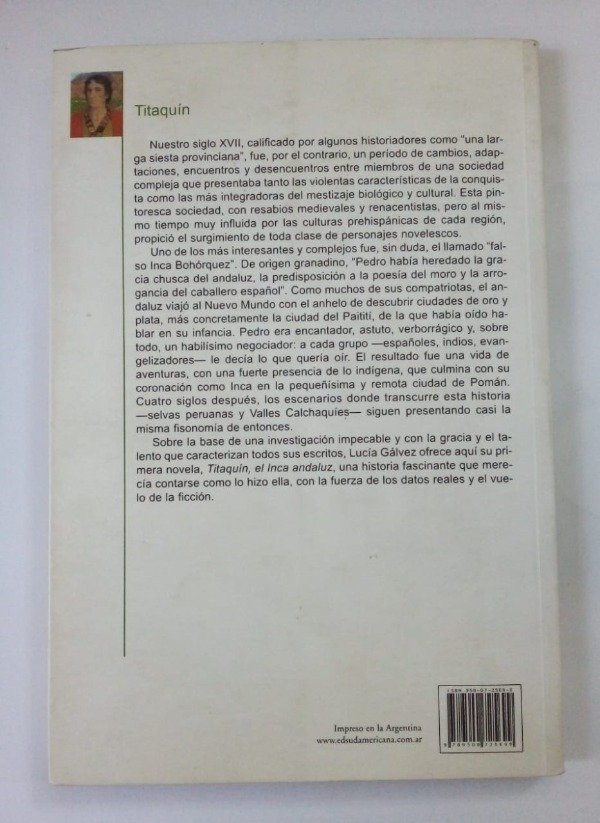 Titaquín
Nuestro siglo XVII, calificado por algunos historiadores como "una lar-
ga siesta provinciana", fue, por el contrario, un período de cambios, adap-
taciones, encuentros y desencuentros entre miembros de una sociedad
compleja que presentaba tanto las violentas características de la conquis-
ta como las más integradoras del mestizaje biológico y cultural. Esta pin-
toresca sociedad, con resabios medievales y renacentistas, pero al mis-
mo tiempo muy influida por las culturas prehispánicas de cada región,
propició el surgimiento de toda clase de personajes novelescos.
Uno de los más interesantes y complejos fue, sin duda, el llamado "fal-
so Inca Bohórquez". De origen granadino, "Pedro había heredado la gra-
cia chusca del andaluz, la predisposición a la poesía del moro y la arro-
gancia del caballero español". Como muchos de sus compatriotas, el an-
daluz viajó al Nuevo Mundo con el anhelo de descubrir ciudades de oro y
plata, más concretamente la ciudad del Paititi, de la que había oído ha-
blar en su infancia. Pedro era encantador, astuto, verborrágico y, sobre
todo, un habilísimo negociador: a cada grupo —españoles, indios, evan-
gelizadores— le decía lo que quería oír. El resultado fue una vida de
aventuras, con una fuerte presencia de lo indígena, que culmina con su
coronación como Inca en la pequeñísima y remota ciudad de Pomán.
Cuatro siglos después, los escenarios donde transcurre esta historia
—selvas peruanas y Valles Calchaquíes— siguen presentando casi la
misma fisonomía de entonces.
Sobre la base de una investigación impecable y con la gracia y el ta-
lento que caracterizan todos sus escritos, Lucía Gálvez ofrece aquí su pri-
mera novela, Titaquín, el Inca andaluz, una historia fascinante que mere-
cía contarse como lo hizo ella, con la fuerza de los datos reales y el vue-
lo de la ficción.
Impreso en la Argentina
www.edsudamericana.com.ar